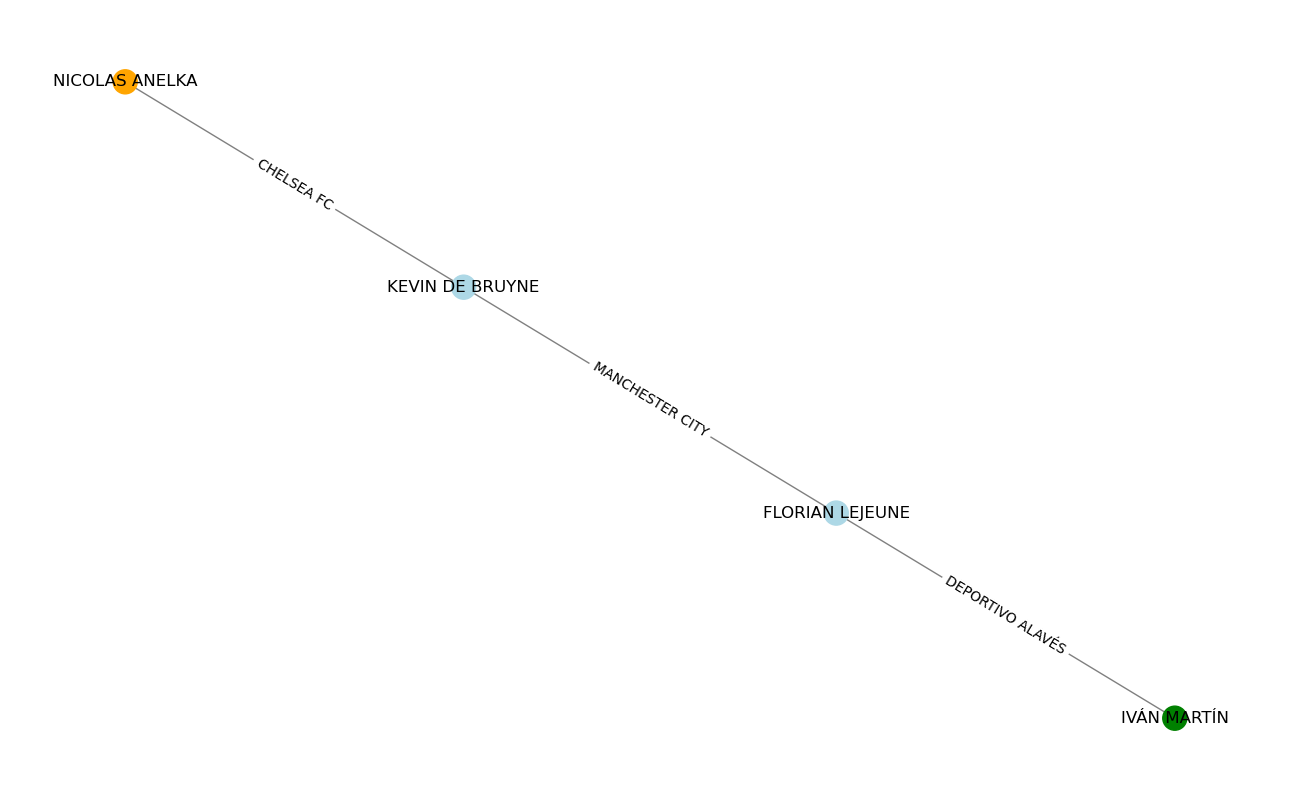 NICOLAS ANELKA
CHELSEA FC
KEVIN DE BRUYNE
MANCHESTER CITY
FLORIAN LEJEUNE
DEPORTIVO ALAVÉS
IVÁN MARTÍN